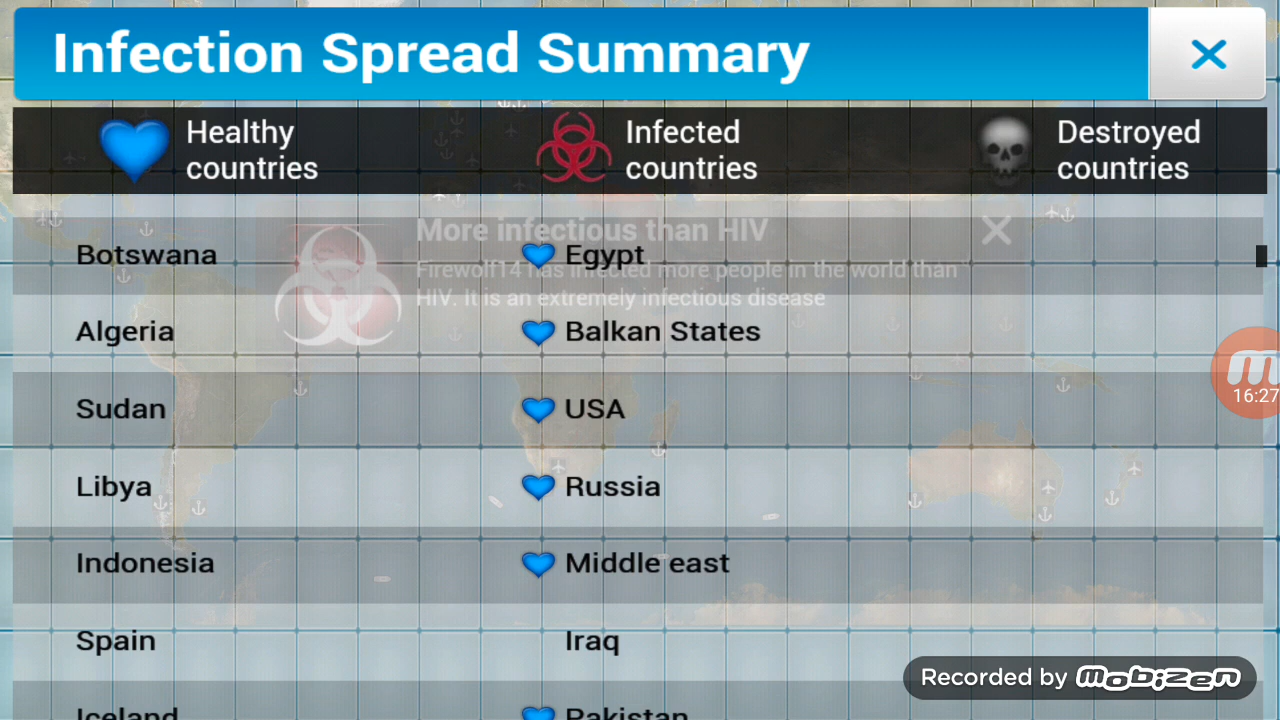 Infection Spread Summary
Healthy
countries
Infected
countries
Destroyed
countries
More infectious than HIV
Firewolf14 has infected more people in the world than
HIV. It is an extremely infectious disease
Botswana
Egypt
Algeria
Balkan States
Sudan
USA
Libya
Russia
Indonesia
Middle east
Spain
Iraq
Iceland
Pakistan
16:27
Recorded by mobizen